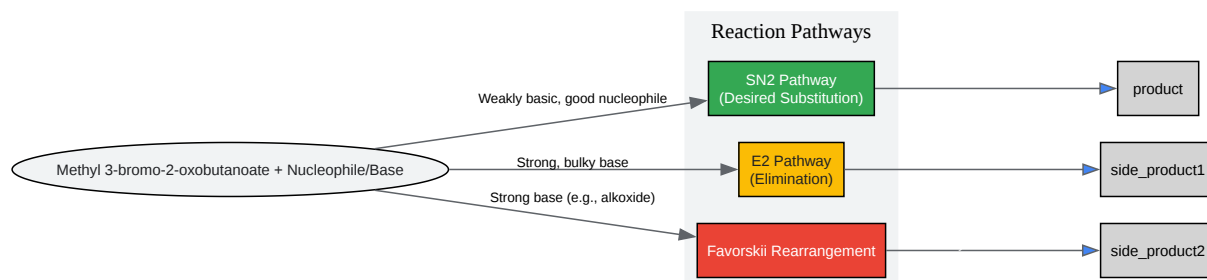 Reaction Pathways
SN2 Pathway
(Desired Substitution)
product
Weakly basic, good nucleophile
Methyl 3-bromo-2-oxobutanoate + Nucleophile/Base
Strong, bulky base
E2 Pathway
(Elimination)
side_product1
Strong base (e.g., alkoxide)
Favorskii Rearrangement
side_product2